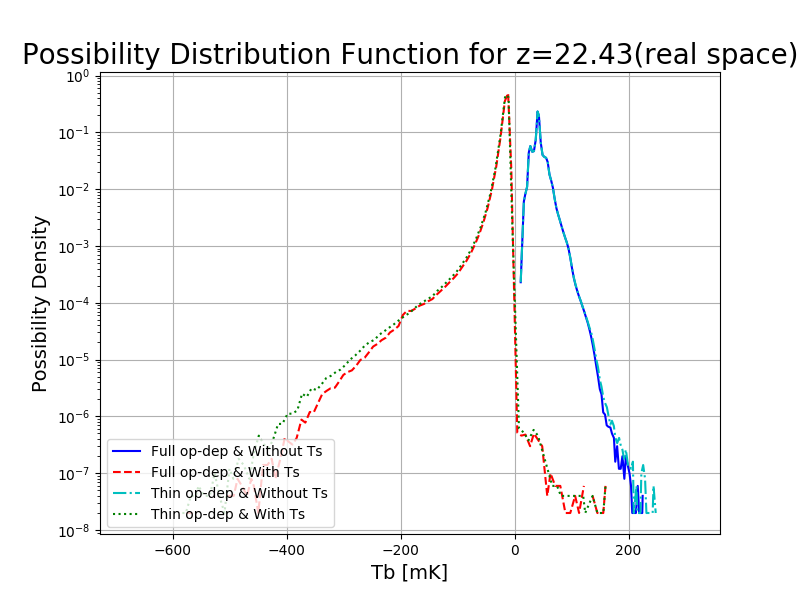 Possibility Distribution Function for z=22.43(real space)
Possibility Density
10⁰
10⁻¹
10⁻²
10⁻³
10⁻⁴
10⁻⁵
10⁻⁶
10⁻⁷
10⁻⁸
Full op-dep & Without Ts
Full op-dep & With Ts
Thin op-dep & Without Ts
Thin op-dep & With Ts
−600 −400 −200 0 200
Tb [mK]